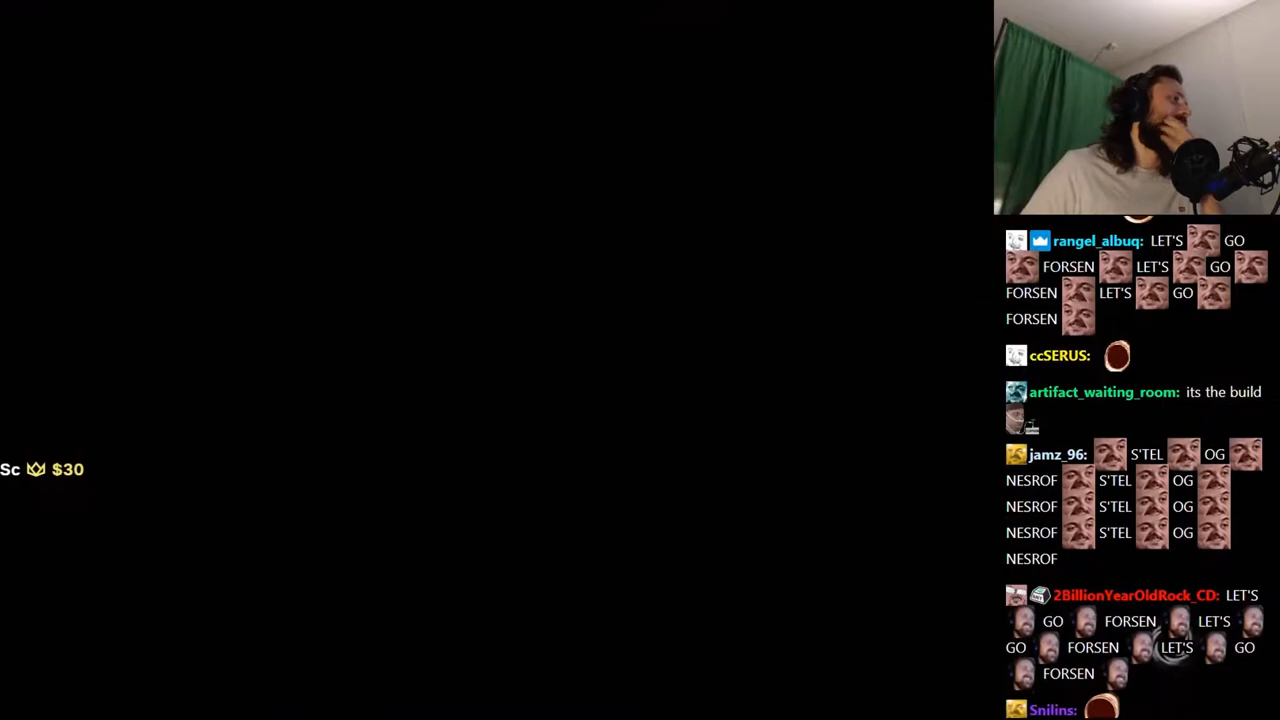 rangel_albuq: LET'S GO
FORSEN LET'S GO
FORSEN LET'S GO
FORSEN
ccSERUS:
artifact_waiting_room: its the build
jamz_96: S'TEL OG
NESROF S'TEL OG
NESROF S'TEL OG
NESROF S'TEL OG
NESROF
Sc $30
2BillionYearOldRock_CD: LET'S
GO FORSEN LET'S
GO FORSEN LET'S GO
FORSEN
Snilins: